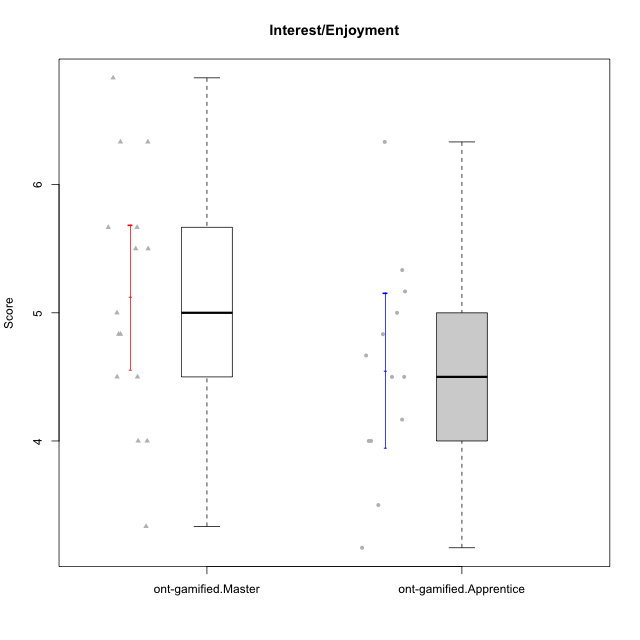 Interest/Enjoyment
Score
6
5
4
ont-gamified.Master
ont-gamified.Apprentice